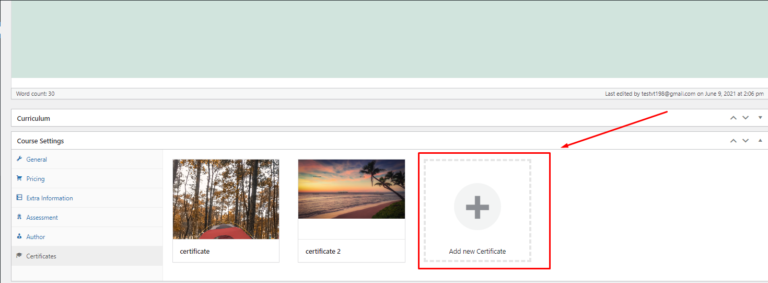 Word count: 30
Last edited by testvt198@gmail.com on June 9, 2021 at 2:06 pm
Curriculum
Course Settings
General
Pricing
Extra Information
Assessment
Author
Certificates
certificate
certificate 2
Add new Certificate